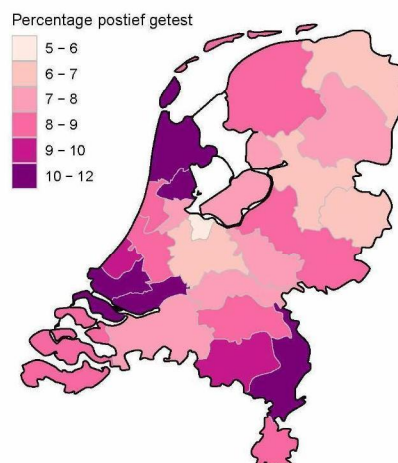 Percentage postief getest
5 – 6
6 – 7
7 – 8
8 – 9
9 – 10
10 – 12